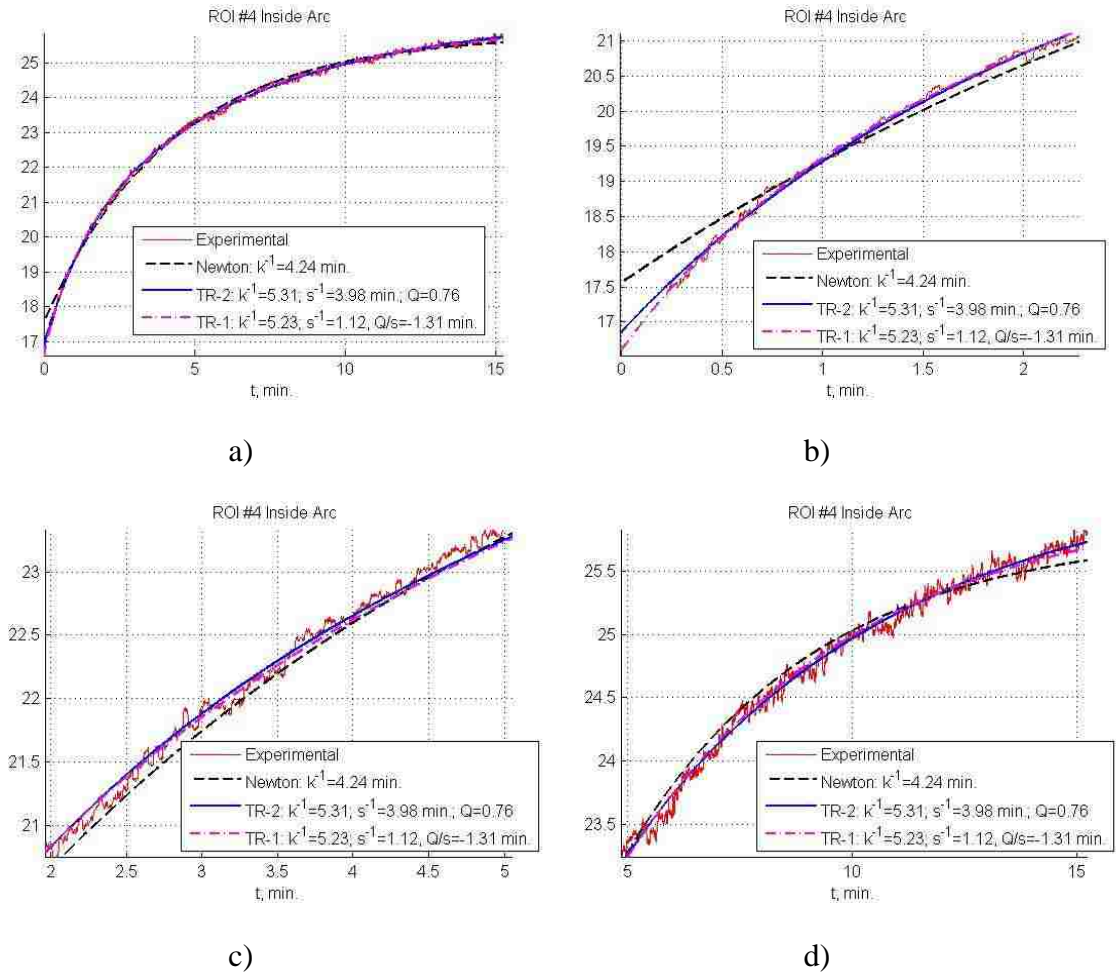 ROI #4 Inside Arc
25
24
23
22
21
20
19
18
17
0
5
10
15
t, min.
Experimental
Newton: k⁻¹=4.24 min.
TR-2: k⁻¹=5.31; s⁻¹=3.98 min.; Q=0.76
TR-1: k⁻¹=5.23; s⁻¹=1.12, Q/s=-1.31 min.
a)
ROI #4 Inside Arc
21
20.5
20
19.5
19
18.5
18
17.5
17
0
0.5
1
1.5
2
t, min.
Experimental
Newton: k⁻¹=4.24 min.
TR-2: k⁻¹=5.31; s⁻¹=3.98 min.; Q=0.76
TR-1: k⁻¹=5.23; s⁻¹=1.12, Q/s=-1.31 min.
b)
ROI #4 Inside Arc
23
22.5
22
21.5
21
2
2.5
3
3.5
4
4.5
5
t, min.
Experimental
Newton: k⁻¹=4.24 min.
TR-2: k⁻¹=5.31; s⁻¹=3.98 min.; Q=0.76
TR-1: k⁻¹=5.23; s⁻¹=1.12, Q/s=-1.31 min.
c)
ROI #4 Inside Arc
25.5
25
24.5
24
23.5
5
10
15
t, min.
Experimental
Newton: k⁻¹=4.24 min.
TR-2: k⁻¹=5.31; s⁻¹=3.98 min.; Q=0.76
TR-1: k⁻¹=5.23; s⁻¹=1.12, Q/s=-1.31 min.
d)